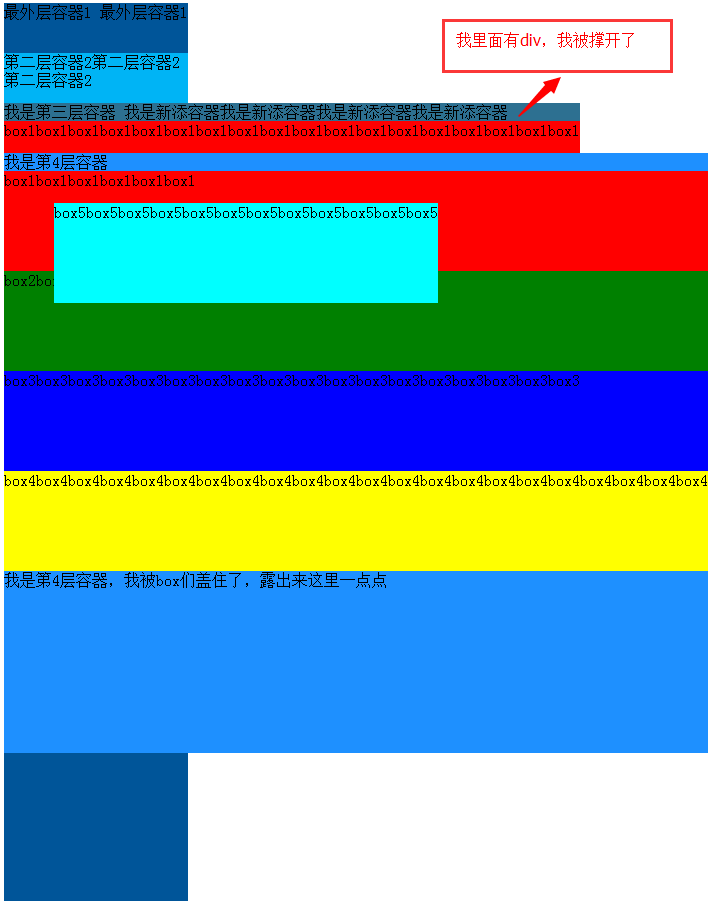 最外层容器1 最外层容器1
我里面有div，我被撑开了
第二层容器2第二层容器2
第二层容器2
我是第三层容器 我是新添容器我是新添容器我是新添容器我是新添容器
box1box1box1box1box1box1box1box1box1box1box1box1box1box1box1box1box1box1
我是第4层容器
box1box1box1box1box1box1
box5box5box5box5box5box5box5box5box5box5box5box5
box2bo
box3box3box3box3box3box3box3box3box3box3box3box3box3box3box3box3box3box3
box4box4box4box4box4box4box4box4box4box4box4box4box4box4box4box4box4box4box4box4box4box4
我是第4层容器，我被box们盖住了，露出来这里一点点